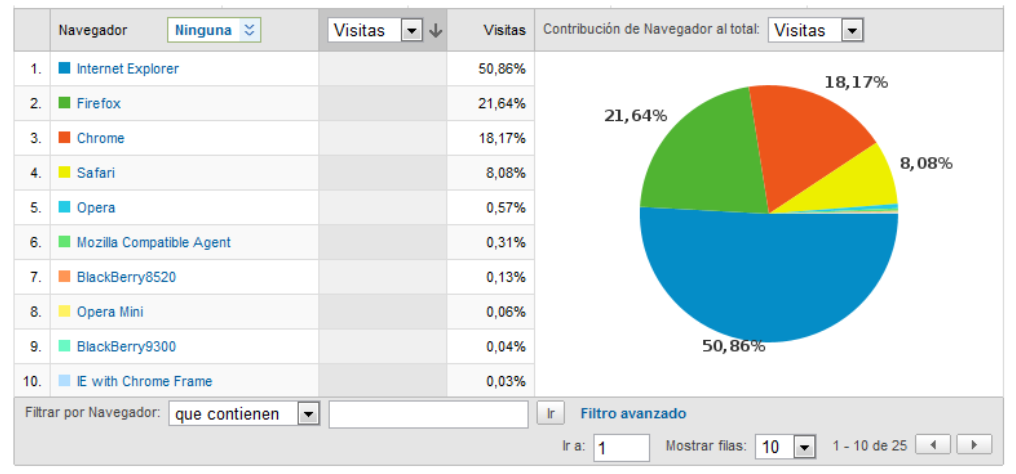 Navegador Ninguna Visitas Visitas Contribución de Navegador al total: Visitas
1. Internet Explorer 50,86%
2. Firefox 21,64%
3. Chrome 18,17%
4. Safari 8,08%
5. Opera 0,57%
6. Mozilla Compatible Agent 0,31%
7. BlackBerry8520 0,13%
8. Opera Mini 0,06%
9. BlackBerry9300 0,04%
10. IE with Chrome Frame 0,03%
18,17%
21,64%
8,08%
50,86%
Filtrar por Navegador: que contienen Ir Filtro avanzado
Ir a: 1 Mostrar filas: 10 1 - 10 de 25